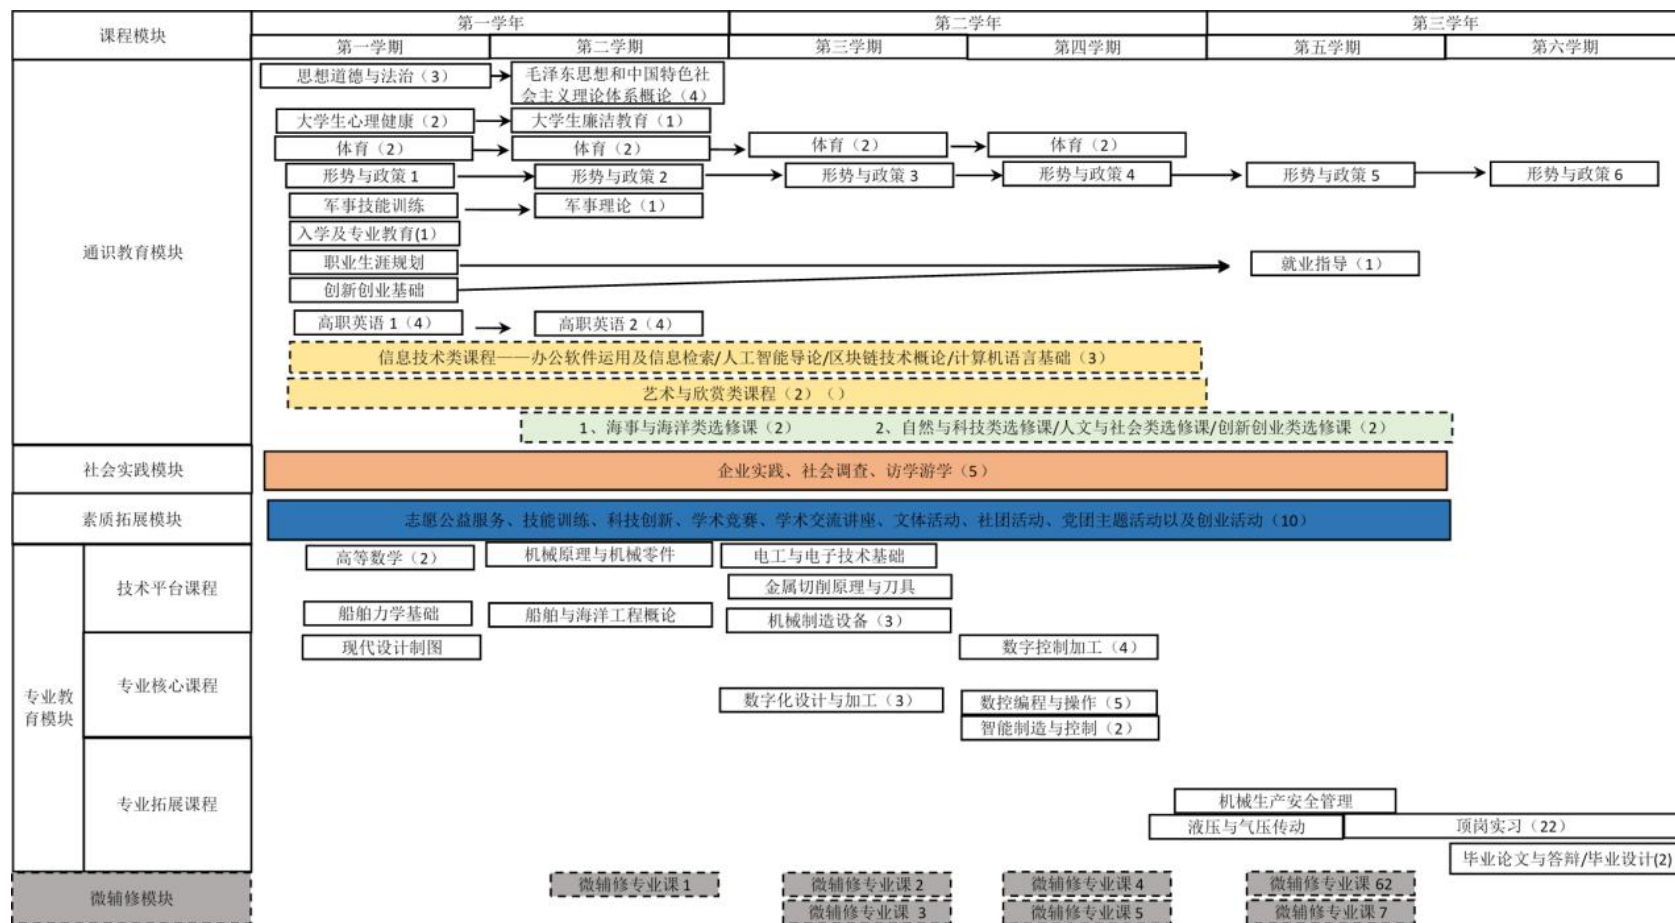 课程模块
第一学年
第二学年
第三学年
第一学期
第二学期
第三学期
第四学期
第五学期
第六学期
通识教育模块
思想道德与法治（3）
毛泽东思想和中国特色社
会主义理论体系概论（4）
大学生心理健康（2）
大学生廉洁教育（1）
体育（2）
体育（2）
体育（2）
体育（2）
形势与政策 1
形势与政策 2
形势与政策 3
形势与政策 4
形势与政策 5
形势与政策 6
军事技能训练
军事理论（1）
入学及专业教育(1)
职业生涯规划
就业指导（1）
创新创业基础
高职英语 1（4）
高职英语 2（4）
信息技术类课程——办公软件运用及信息检索/人工智能导论/区块链技术概论/计算机语言基础（3）
艺术与欣赏类课程（2）（）
1、海事与海洋类选修课（2） 2、自然与科技类选修课/人文与社会类选修课/创新创业类选修课（2）
社会实践模块
企业实践、社会调查、访学游学（5）
素质拓展模块
志愿公益服务、技能训练、科技创新、学术竞赛、学术交流讲座、文体活动、社团活动、党团主题活动以及创业活动（10）
专业教
育模块
技术平台课程
高等数学（2）
机械原理与机械零件
电工与电子技术基础
金属切削原理与刀具
船舶力学基础
船舶与海洋工程概论
机械制造设备（3）
专业核心课程
现代设计制图
数字控制加工（4）
数字化设计与加工（3）
数控编程与操作（5）
智能制造与控制（2）
专业拓展课程
机械生产安全管理
液压与气压传动
顶岗实习（22）
毕业论文与答辩/毕业设计(2)
微辅修模块
微辅修专业课 1
微辅修专业课 2
微辅修专业课 4
微辅修专业课 62
微辅修专业课 3
微辅修专业课 5
微辅修专业课 7